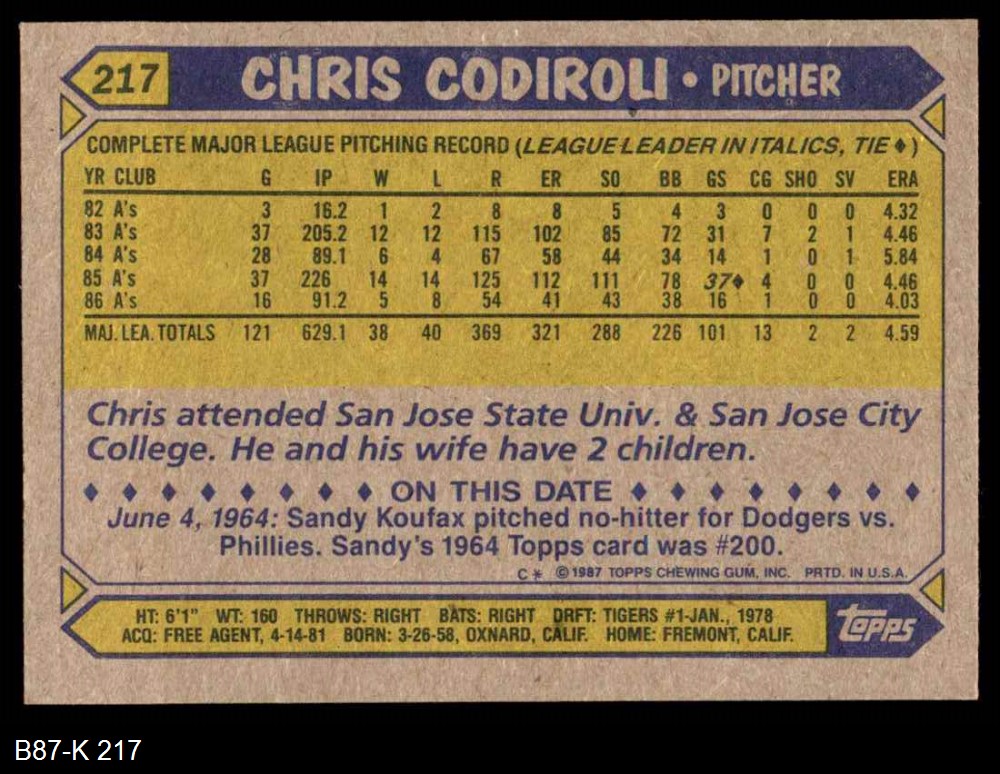 217 CHRIS CODIROLI • PITCHER
COMPLETE MAJOR LEAGUE PITCHING RECORD (LEAGUE LEADER IN ITALICS, TIE ♦)
YR CLUB G IP W L R ER SO BB GS CG SHO SV ERA
82 A's 3 16.2 1 2 8 8 5 4 3 0 0 0 4.32
83 A's 37 205.2 12 12 115 102 85 72 31 7 2 1 4.46
84 A's 28 89.1 6 4 67 58 44 34 14 1 0 1 5.84
85 A's 37 226 14 14 125 112 111 78 37♦ 4 0 0 4.46
86 A's 16 91.2 5 8 54 41 43 38 16 1 0 0 4.03
MAJ. LEA. TOTALS 121 629.1 38 40 369 321 288 226 101 13 2 2 4.59
Chris attended San Jose State Univ. & San Jose City
College. He and his wife have 2 children.
♦ ♦ ♦ ♦ ♦ ♦ ♦ ♦ ON THIS DATE ♦ ♦ ♦ ♦ ♦ ♦ ♦ ♦
June 4, 1964: Sandy Koufax pitched no-hitter for Dodgers vs.
Phillies. Sandy's 1964 Topps card was #200.
C* ©1987 TOPPS CHEWING GUM, INC. PRTD. IN U.S.A.
HT: 6'1" WT: 160 THROWS: RIGHT BATS: RIGHT DRFT: TIGERS #1-JAN., 1978
ACQ: FREE AGENT, 4-14-81 BORN: 3-26-58, OXNARD, CALIF. HOME: FREMONT, CALIF.
Topps
B87-K 217